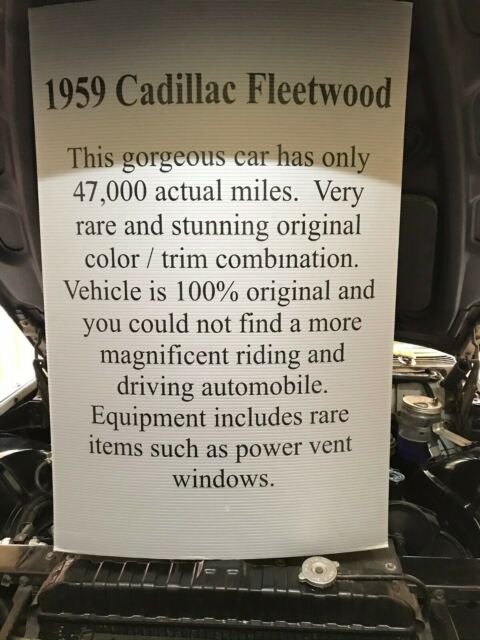 1959 Cadillac Fleetwood
This gorgeous car has only
47,000 actual miles. Very
rare and stunning original
color / trim combination.
Vehicle is 100% original and
you could not find a more
magnificent riding and
driving automobile.
Equipment includes rare
items such as power vent
windows.